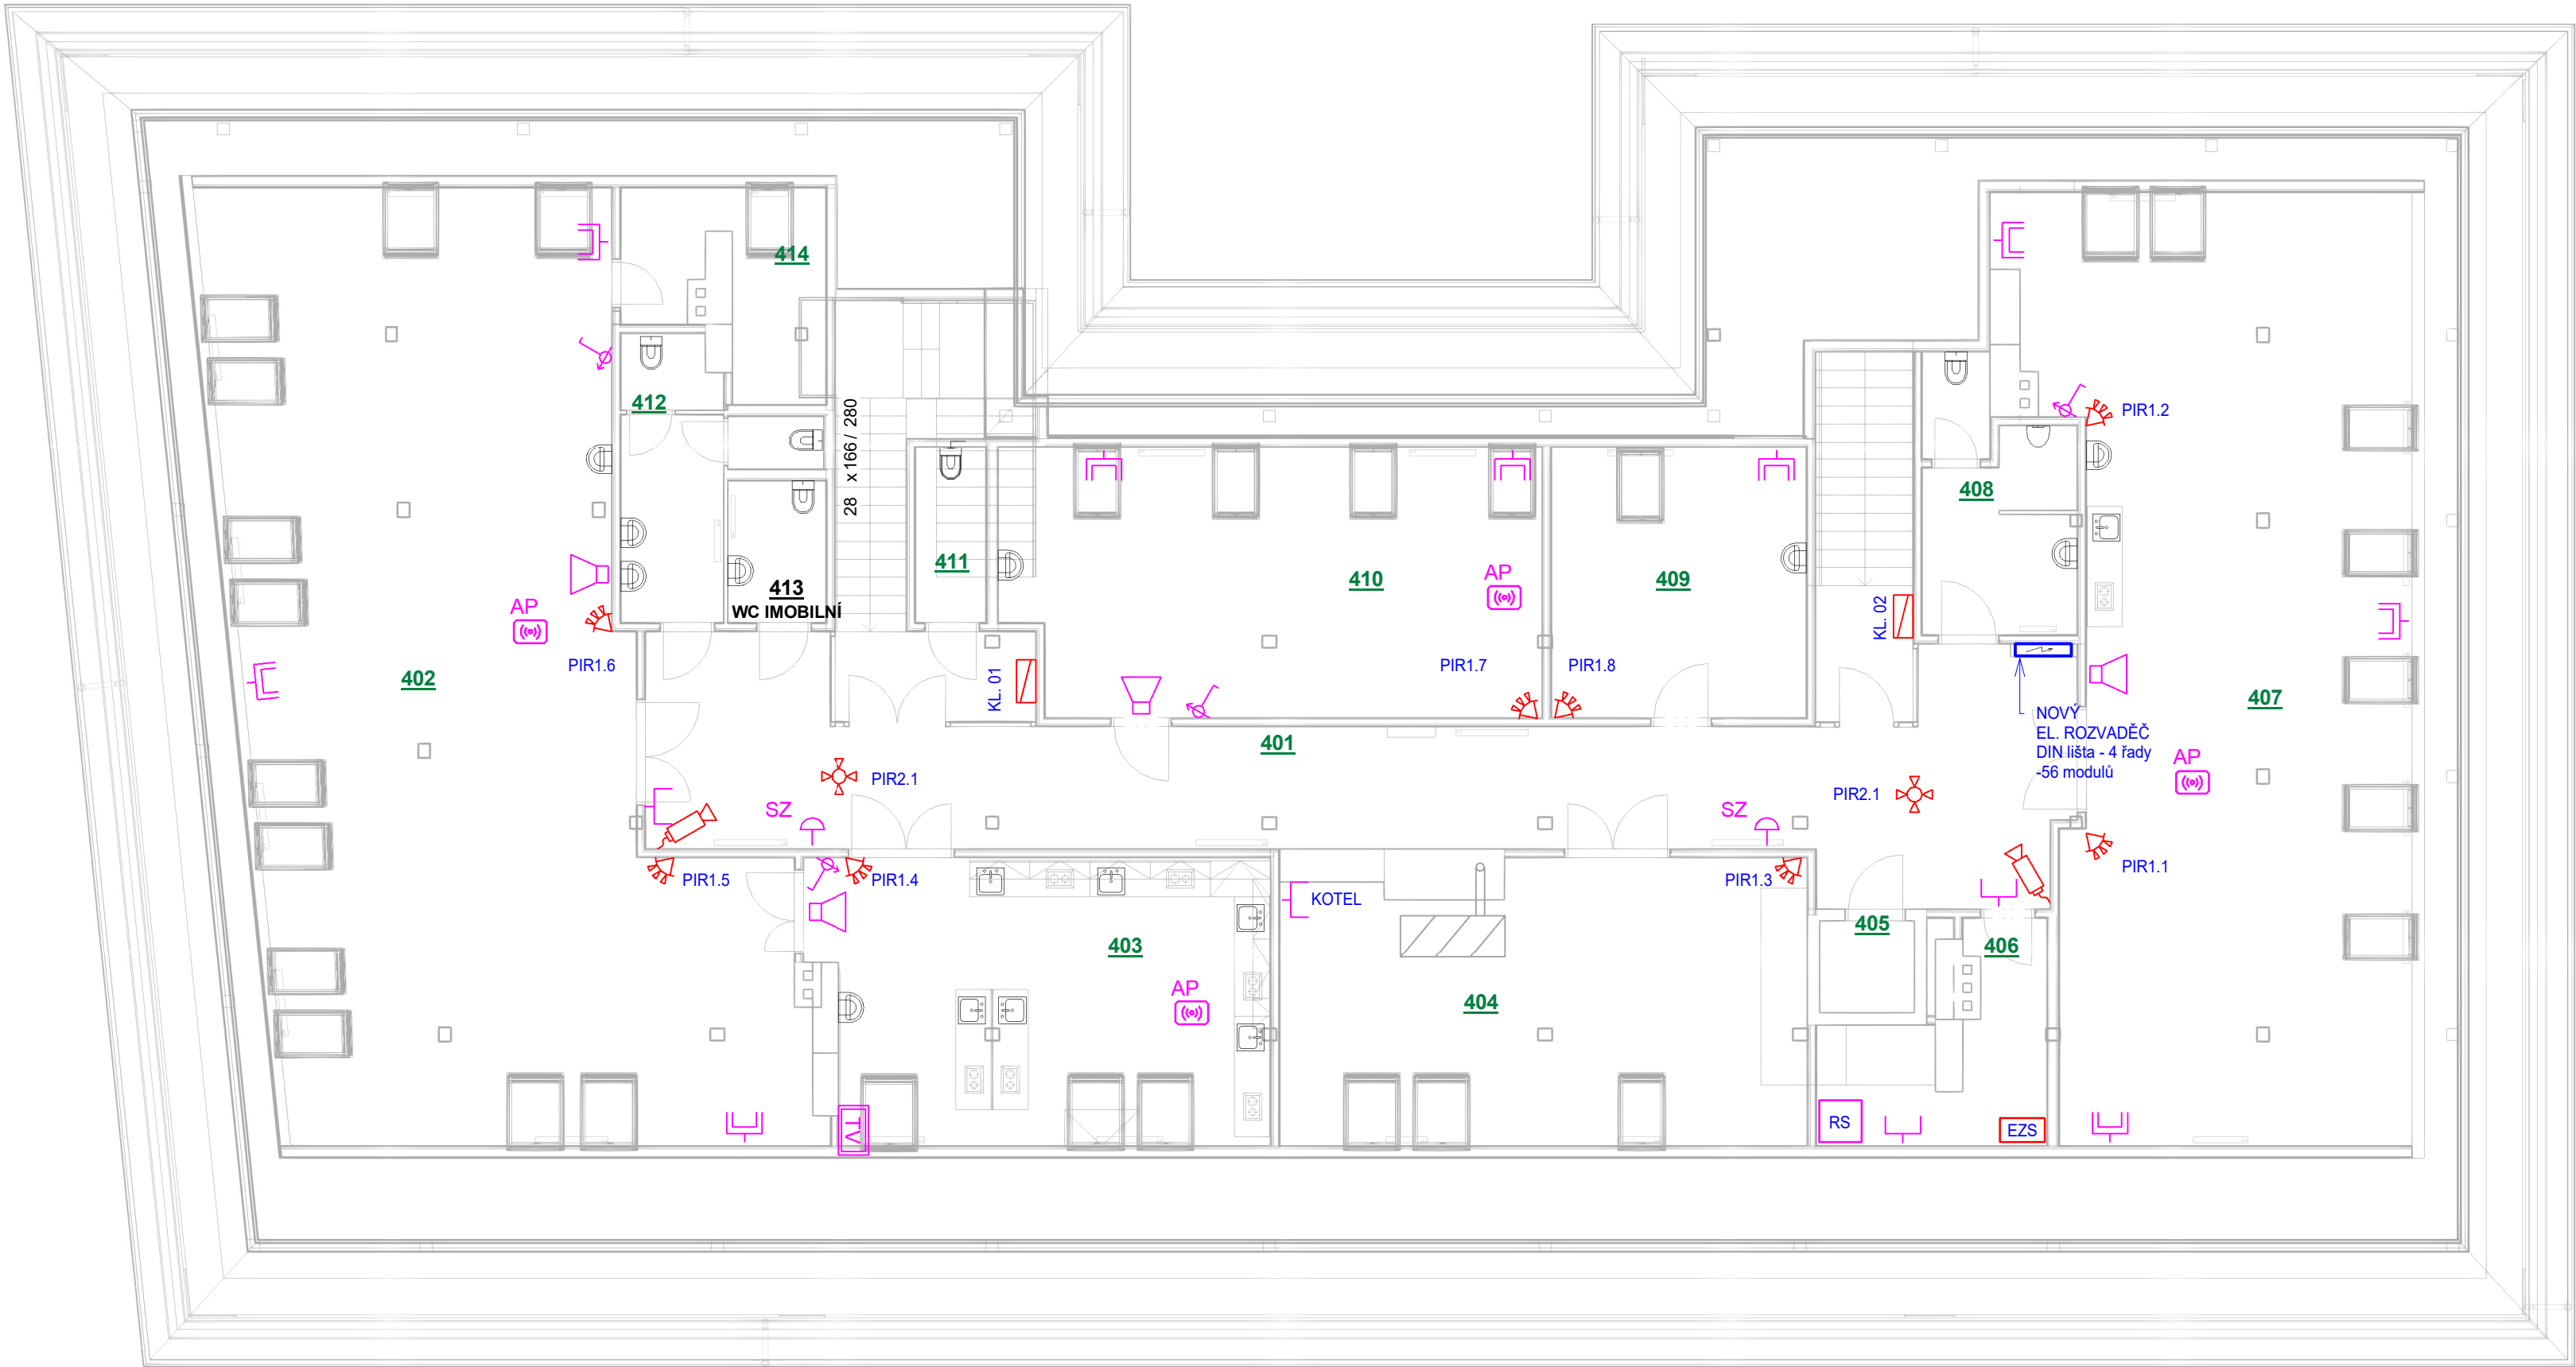 414
412
PIR1.2
28 x 166 / 280
408
411
410
AP
409
413
WC IMOBILNÍ
AP
KL. 02
PIR1.6
PIR1.7
PIR1.8
402
KL. 01
407
NOVÝ
EL. ROZVADĚČ
DIN lišta - 4 řady
-56 modulů
401
AP
PIR2.1
PIR2.1
SZ
SZ
PIR1.5
PIR1.4
PIR1.3
PIR1.1
KOTEL
405
403
406
AP
404
TV
RS
EZS